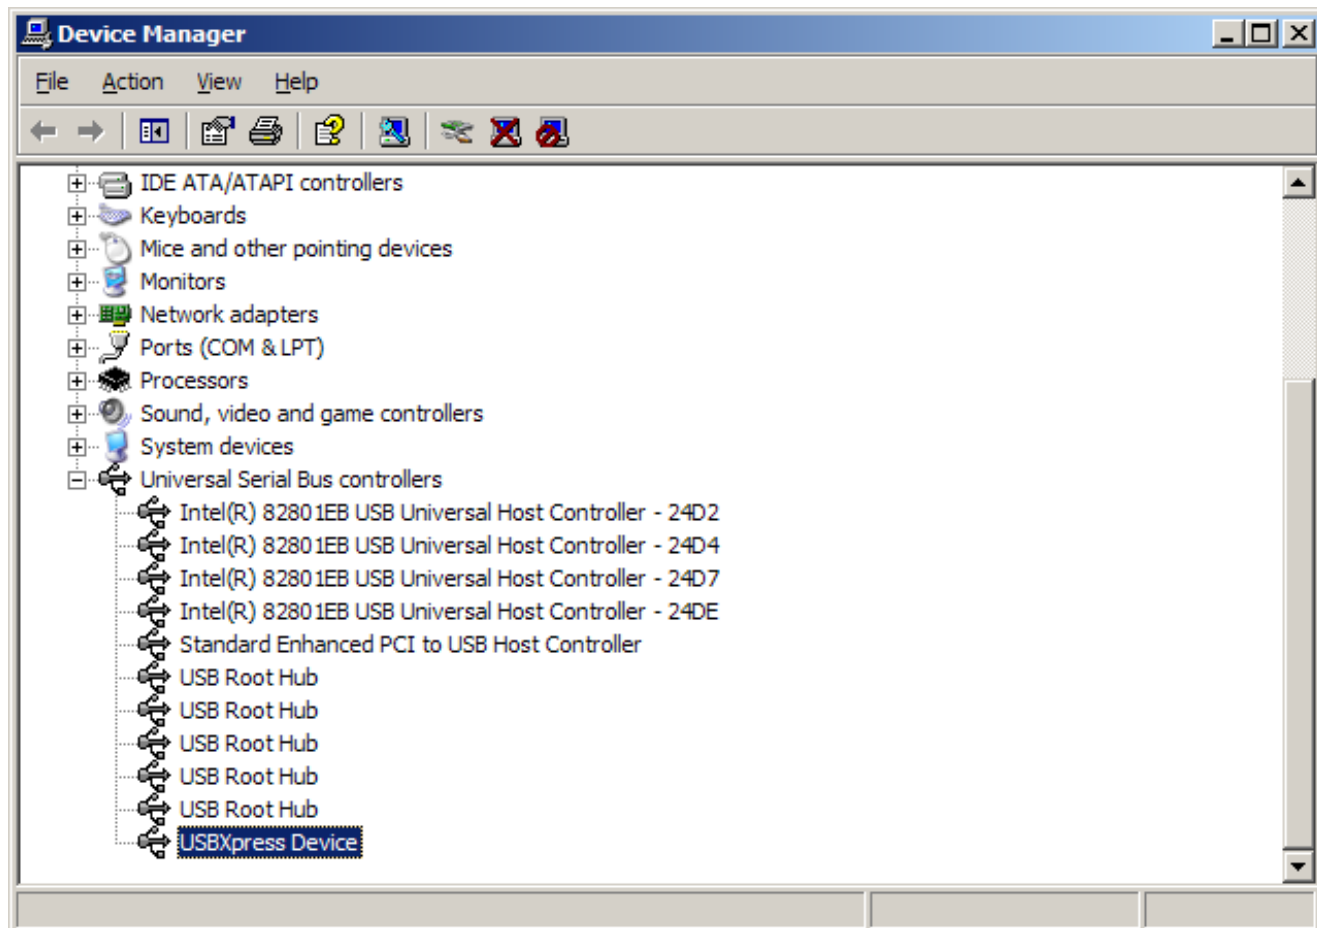 Device Manager
File Action View Help
IDE ATA/ATAPI controllers
Keyboards
Mice and other pointing devices
Monitors
Network adapters
Ports (COM & LPT)
Processors
Sound, video and game controllers
System devices
Universal Serial Bus controllers
Intel(R) 82801EB USB Universal Host Controller - 24D2
Intel(R) 82801EB USB Universal Host Controller - 24D4
Intel(R) 82801EB USB Universal Host Controller - 24D7
Intel(R) 82801EB USB Universal Host Controller - 24DE
Standard Enhanced PCI to USB Host Controller
USB Root Hub
USB Root Hub
USB Root Hub
USB Root Hub
USB Root Hub
USBXpress Device